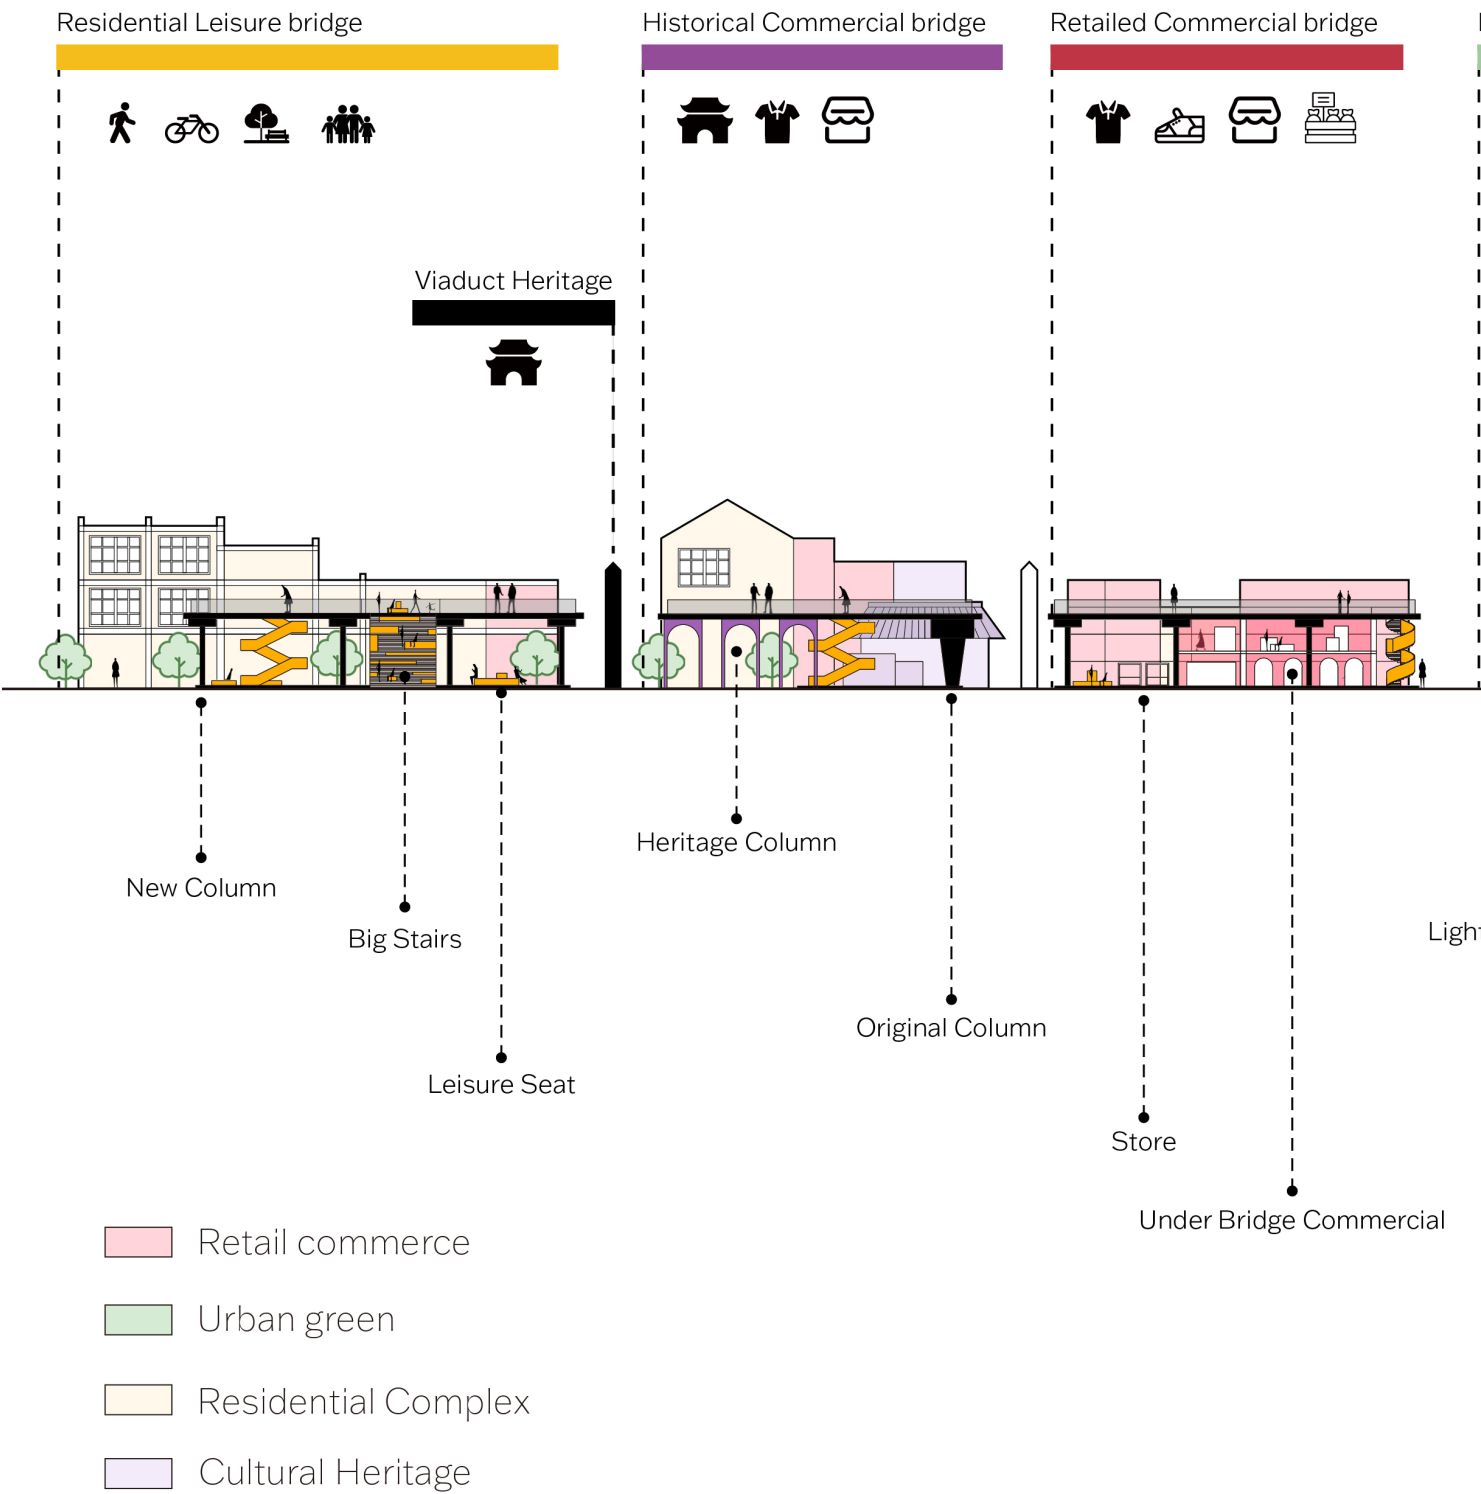 Residential Leisure bridge
Historical Commercial bridge
Retailed Commercial bridge
Viaduct Heritage
Heritage Column
New Column
Big Stairs
Original Column
Leisure Seat
Store
Under Bridge Commercial
Retail commerce
Urban green
Residential Complex
Cultural Heritage